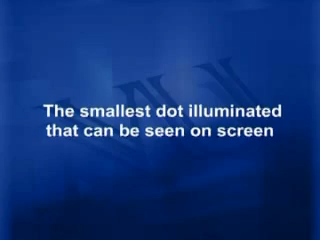 The smallest dot illuminated
that can be seen on screen